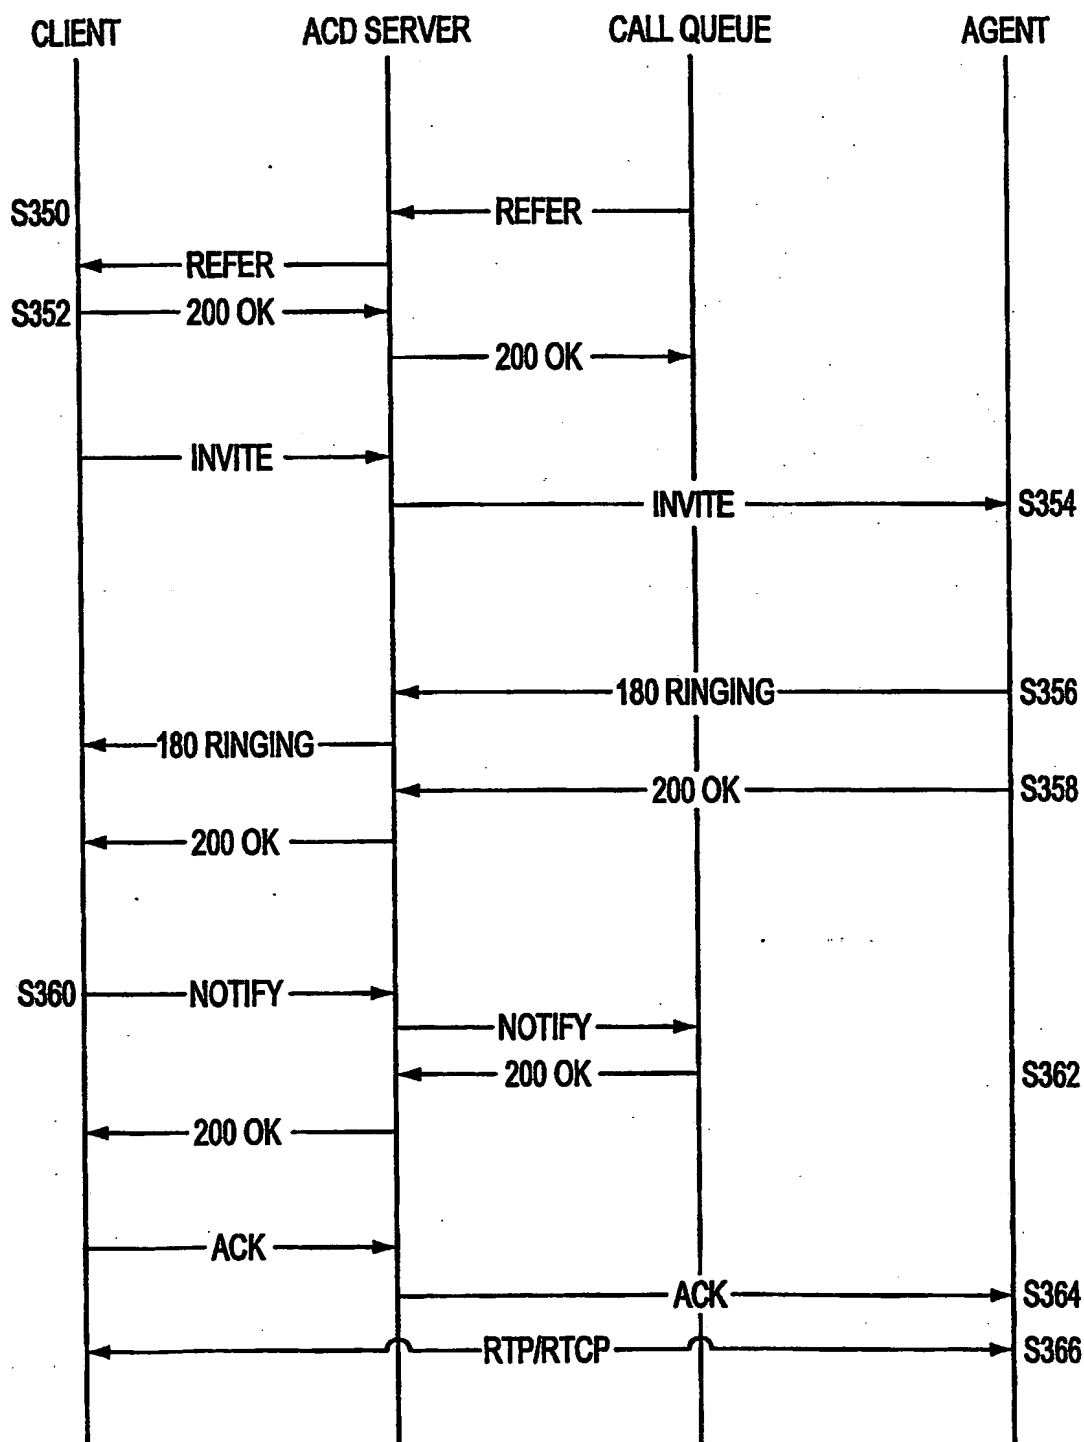 CLIENT ACD SERVER CALL QUEUE AGENT
S350 REFER
REFER
S352 200 OK
200 OK
INVITE
INVITE S354
180 RINGING S356
180 RINGING
200 OK S358
200 OK
S360 NOTIFY
NOTIFY
200 OK S362
200 OK
ACK
ACK S364
RTP/RTCP S366